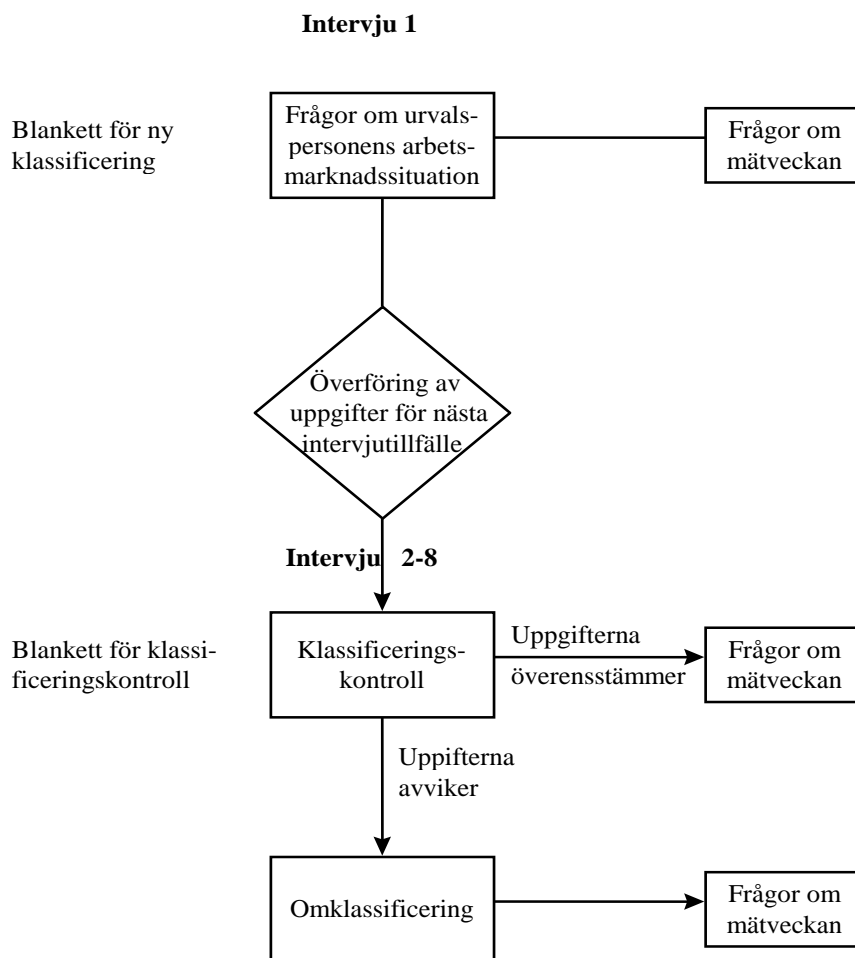 Intervju 1
Blankett för ny
klassificering
Frågor om urvals-
personens arbets-
marknadssituation
Frågor om
mätveckan
Överföring av
uppgifter för nästa
intervjutillfälle
Intervju 2-8
Blankett för klassi-
ficeringskontroll
Klassificerings-
kontroll
Uppgifterna
överensstämmer
Frågor om
mätveckan
Uppifterna
avviker
Omklassificering
Frågor om
mätveckan